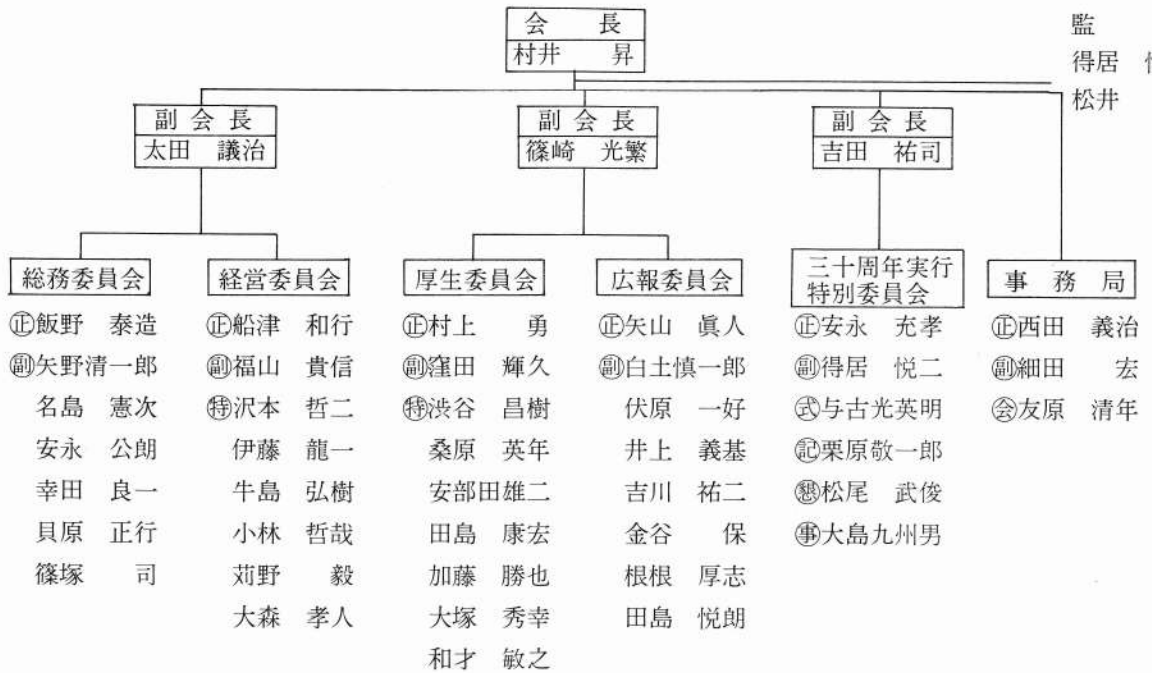 会長
村井 昇
監
得居
松井
副会長
太田 議治
副会長
篠崎 光繁
副会長
吉田 祐司
総務委員会
㊣飯野 泰造
副矢野清一郎
名島 憲次
安永 公朗
幸田 良一
貝原 正行
篠塚 司
経営委員会
㊣船津 和行
副福山 貴信
㊕沢本 哲二
伊藤 龍一
牛島 弘樹
小林 哲哉
苅野 毅
大森 孝人
厚生委員会
㊣村上 勇
副窪田 輝久
㊕渋谷 昌樹
桑原 英年
安部田雄二
田島 康宏
加藤 勝也
大塚 秀幸
和才 敏之
広報委員会
㊣矢山 眞人
副白土慎一郎
伏原 一好
井上 義基
吉川 祐二
金谷 保
根根 厚志
田島 悦朗
三十周年実行
特別委員会
㊣安永 充孝
副得居 悦二
式与古光英明
記栗原敬一郎
懇松尾 武俊
事大島九州男
事務局
㊣西田 義治
副細田 宏
会友原 清年